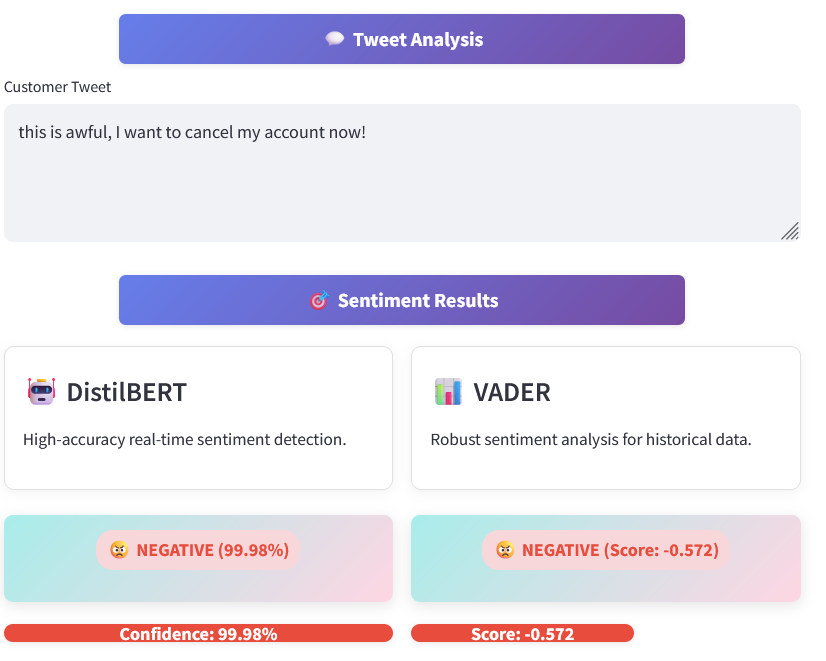 💬 Tweet Analysis
Customer Tweet
this is awful, I want to cancel my account now!
🎯 Sentiment Results
🤖 DistilBERT
High-accuracy real-time sentiment detection.
📊 VADER
Robust sentiment analysis for historical data.
😠 NEGATIVE (99.98%)
😠 NEGATIVE (Score: -0.572)
Confidence: 99.98%
Score: -0.572